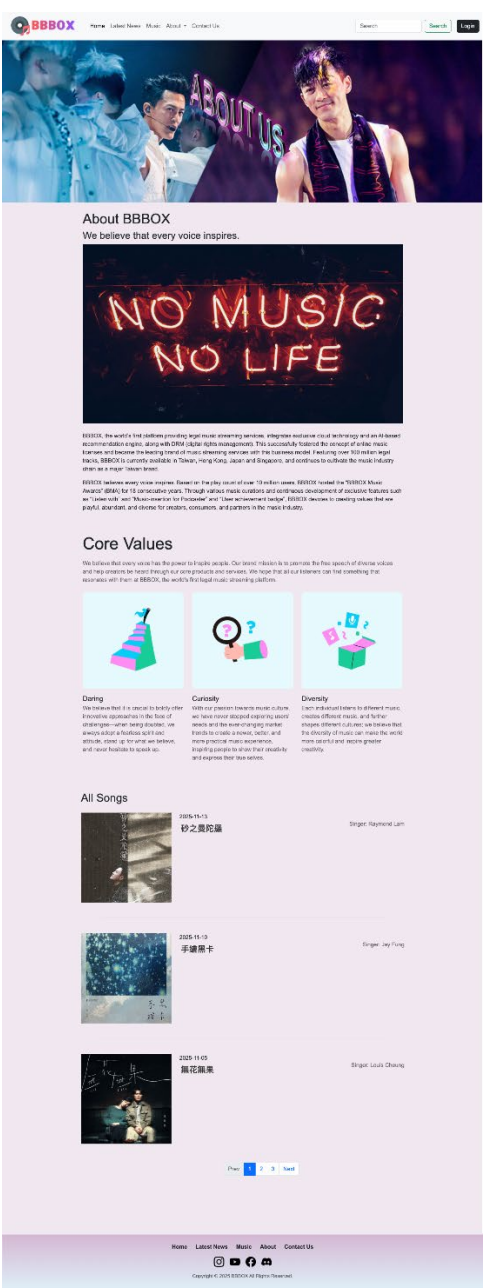 BBBOX
Home Latest News Music About Contact Us
Search Search Login
ABOUT US
About BBBOX
We believe that every voice inspires.
NO MUSIC
NO LIFE
BBBOX, the world's first platform providing legal music streaming services, integrates exclusive cloud technology and an AI-based
recommendation engine, along with DRM (digital rights management). This successfully fostered the concept of online music
licenses and became the leading brand of music streaming services with this business model. Featuring over 100 million legal
tracks, BBBOX is currently available in Taiwan, Hong Kong, Japan and Singapore, and continues to cultivate the music industry
chain as a major Taiwan brand.
BBBOX believes every voice inspires. Based on the play count of over 10 million users, BBBOX hosted the "BBBOX Music
Awards" (BMA) for 18 consecutive years. Through various music curations and continuous development of exclusive features such
as "Listen with" and "Music-insertion for Podcaster" and "User achievement badge", BBBOX devotes to creating values that are
playful, abundant, and diverse for creators, consumers, and partners in the music industry.
Core Values
We believe that every voice has the power to inspire people. Our brand mission is to promote the free speech of diverse voices
and help creators be heard through our core products and services. We hope that all our listeners can find something that
resonates with them at BBBOX, the world's first legal music streaming platform.
Daring
We believe that it is crucial to boldly offer
innovative approaches in the face of
challenges—when being doubted, we
always adopt a fearless spirit and
attitude, stand up for what we believe,
and never hesitate to speak up.
Curiosity
With our passion towards music culture,
we have never stopped exploring users'
needs and the ever-changing market
trends to create a newer, better, and
more practical music experience,
inspiring people to show their creativity
and express their true selves.
Diversity
Each individual listens to different music,
creates different music, and further
shapes different cultures; we believe that
the diversity of music can make the world
more colorful and inspire greater
creativity.
All Songs
2025-11-13
砂之曼陀羅
Singer: Raymond Lam
2025-11-10
手繪黑卡
Singer: Jay Fung
2025-11-05
無花無果
Singer: Louis Cheung
Prev 1 2 3 Next
Home Latest News Music About Contact Us
Copyright © 2025 BBBOX All Rights Reserved.